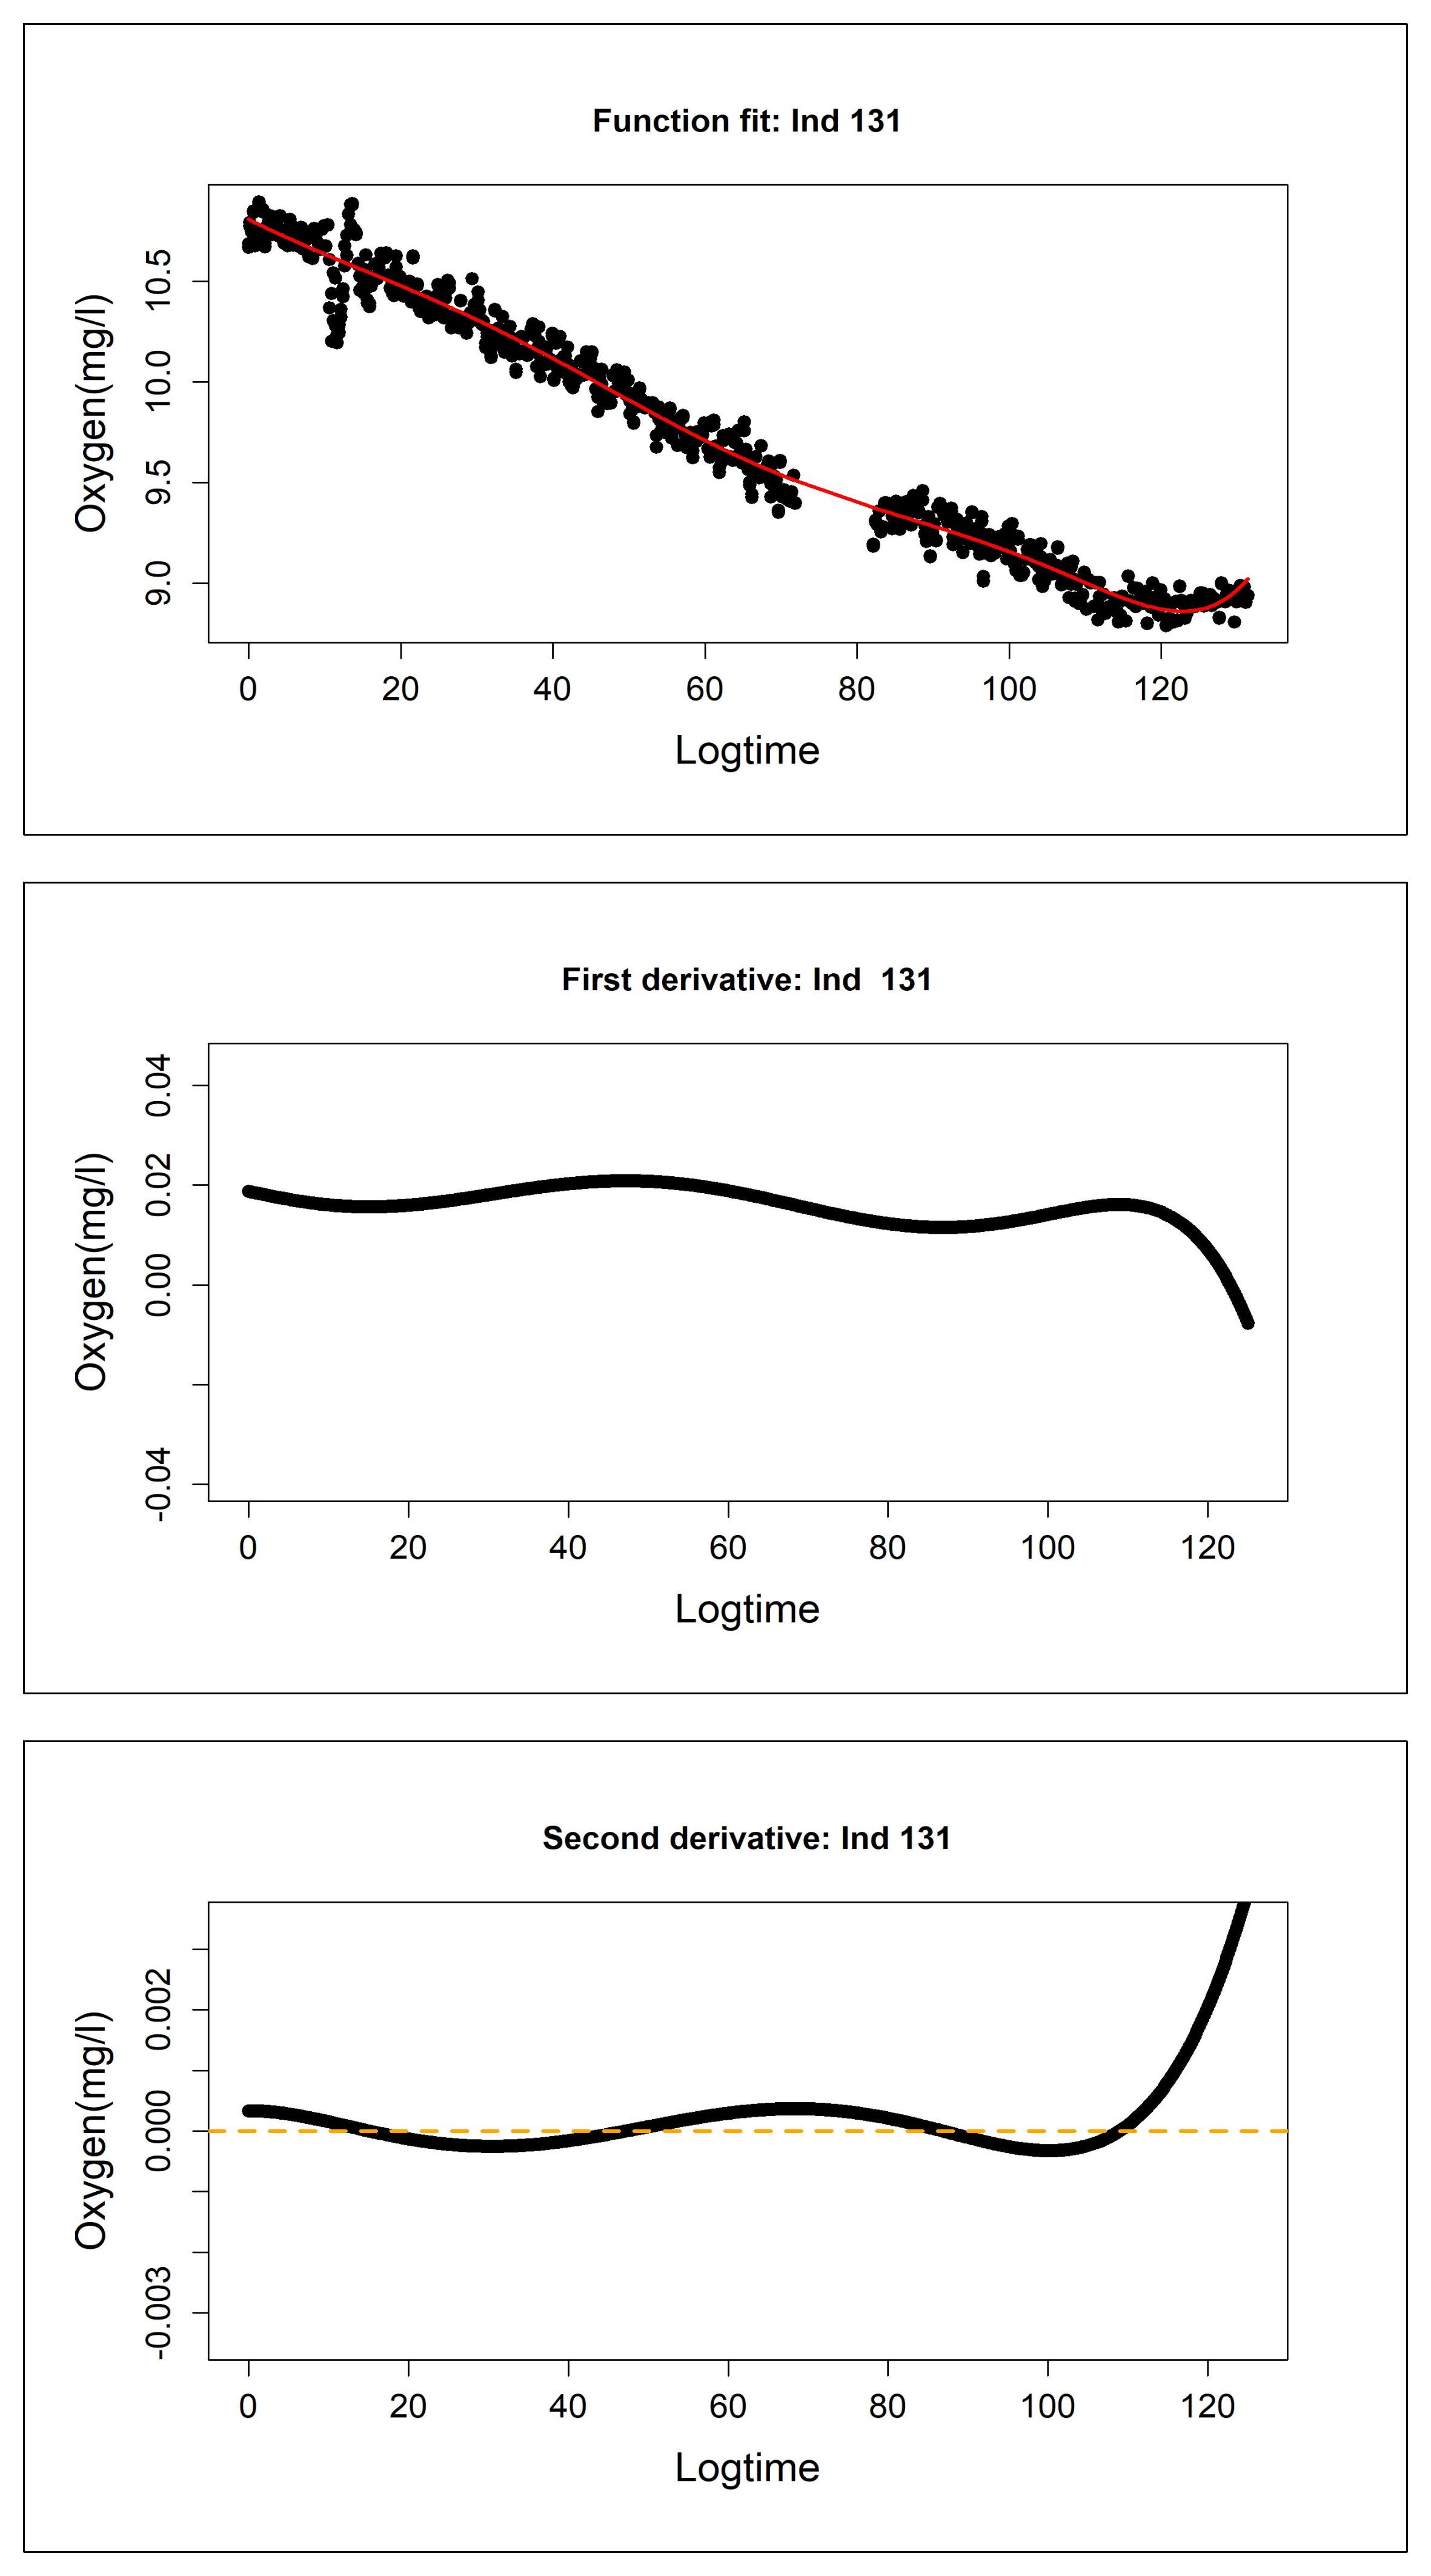 Function fit: Ind 131
Oxygen(mg/l)
10.5
10.0
9.5
9.0
0 20 40 60 80 100 120
Logtime
First derivative: Ind  131
Oxygen(mg/l)
0.04
0.02
0.00
-0.04
0 20 40 60 80 100 120
Logtime
Second derivative: Ind 131
Oxygen(mg/l)
0.002
0.000
-0.003
0 20 40 60 80 100 120
Logtime